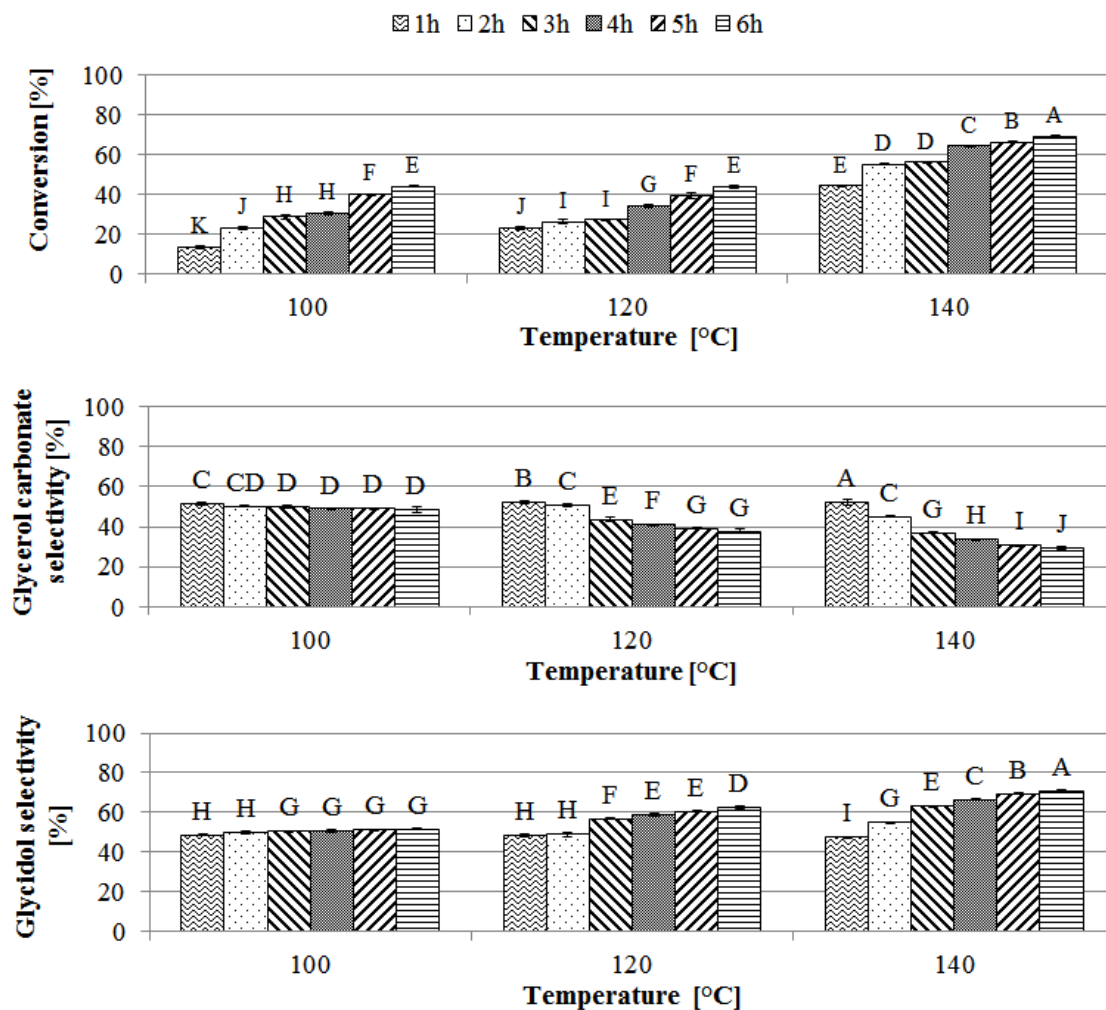 1h 2h 3h 4h 5h 6h
Conversion [%]
100
80
60
40
20
0
K J H H F E
J I I G F E
E D D C B A
100 120 140
Temperature [°C]
Glycerol carbonate
selectivity [%]
100
80
60
40
20
0
C CD D D D D
B C E F G G
A C G H I J
100 120 140
Temperature [°C]
Glycidol selectivity
[%]
100
80
60
40
20
0
H H G G G G
H H F E E D
I G E C B A
100 120 140
Temperature [°C]